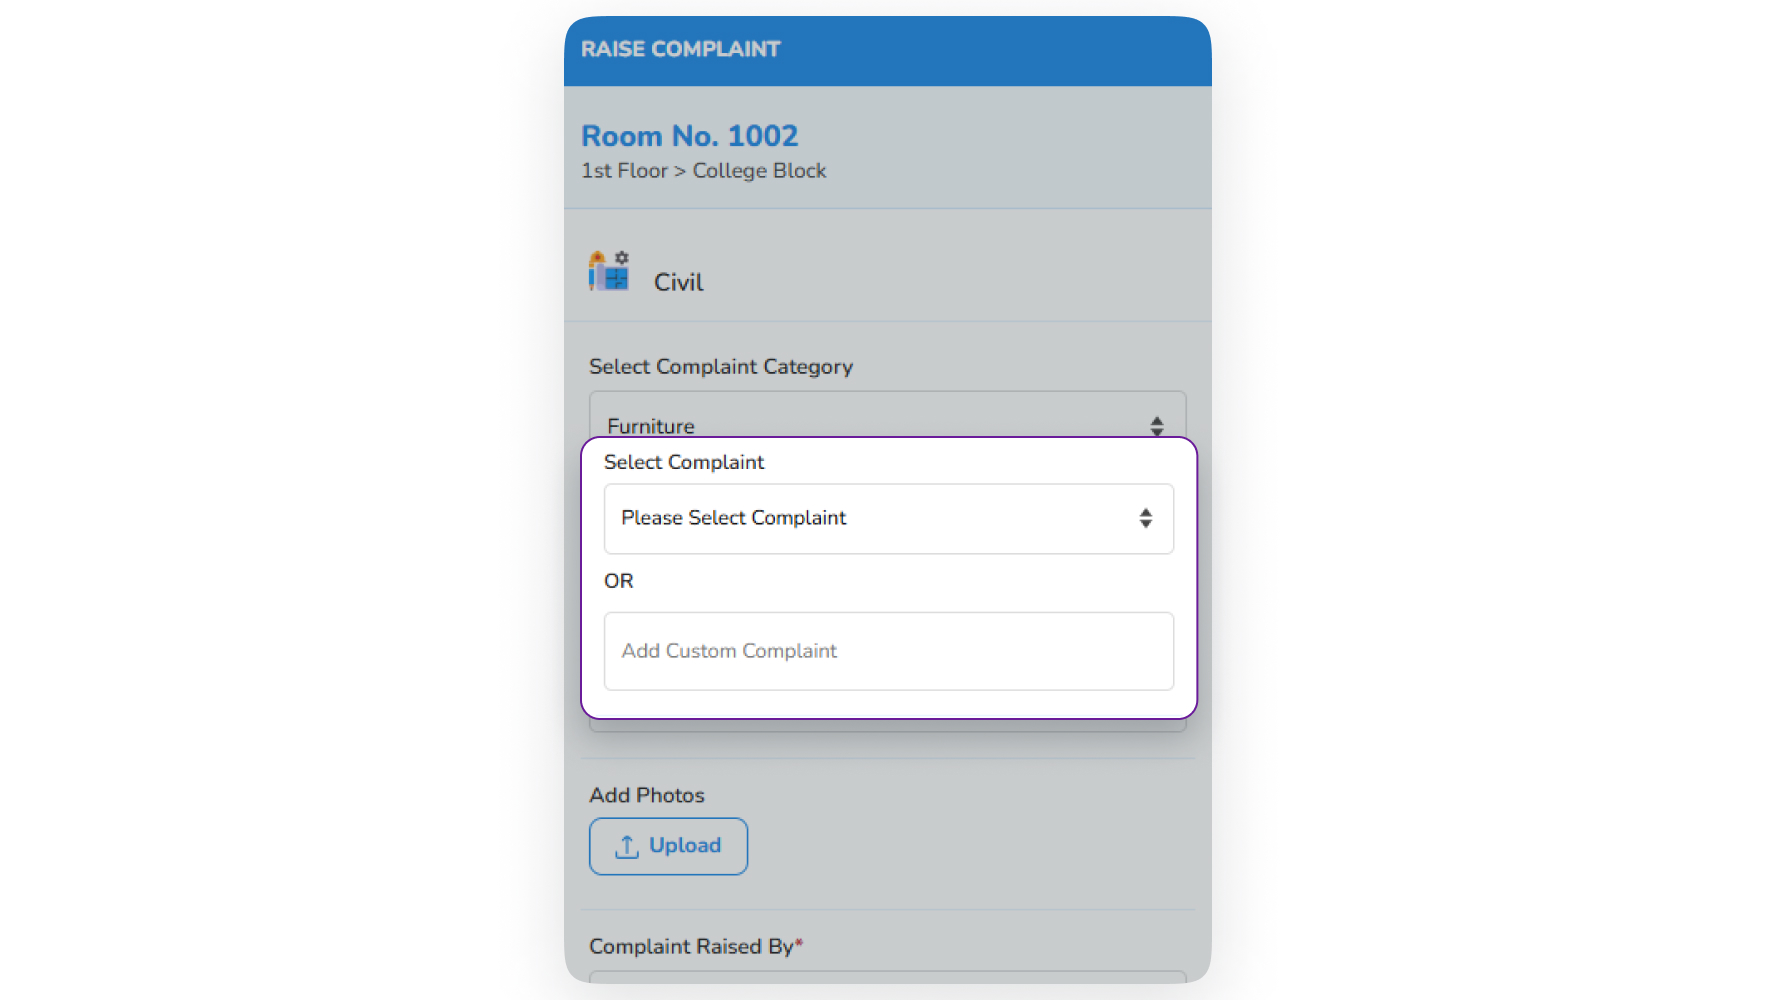 RAISE COMPLAINT
Room No. 1002
1st Floor > College Block
Civil
Select Complaint Category
Furniture
Select Complaint
Please Select Complaint
OR
Add Custom Complaint
Add Photos
Upload
Complaint Raised By*